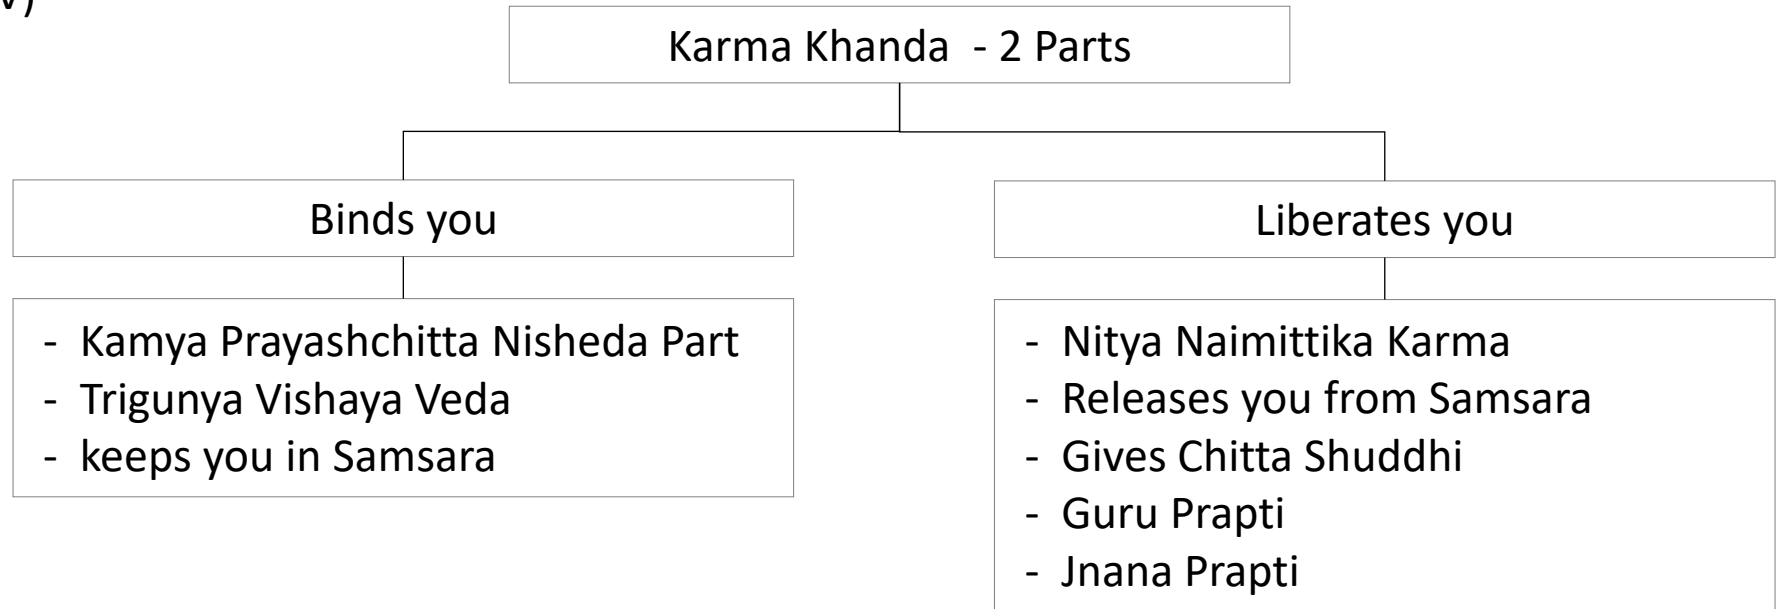 v)
Karma Khanda - 2 Parts
Binds you
- Kamya Prayashchitta Nisheda Part
- Trigunya Vishaya Veda
- keeps you in Samsara
Liberates you
- Nitya Naimittika Karma
- Releases you from Samsara
- Gives Chitta Shuddhi
- Guru Prapti
- Jnana Prapti